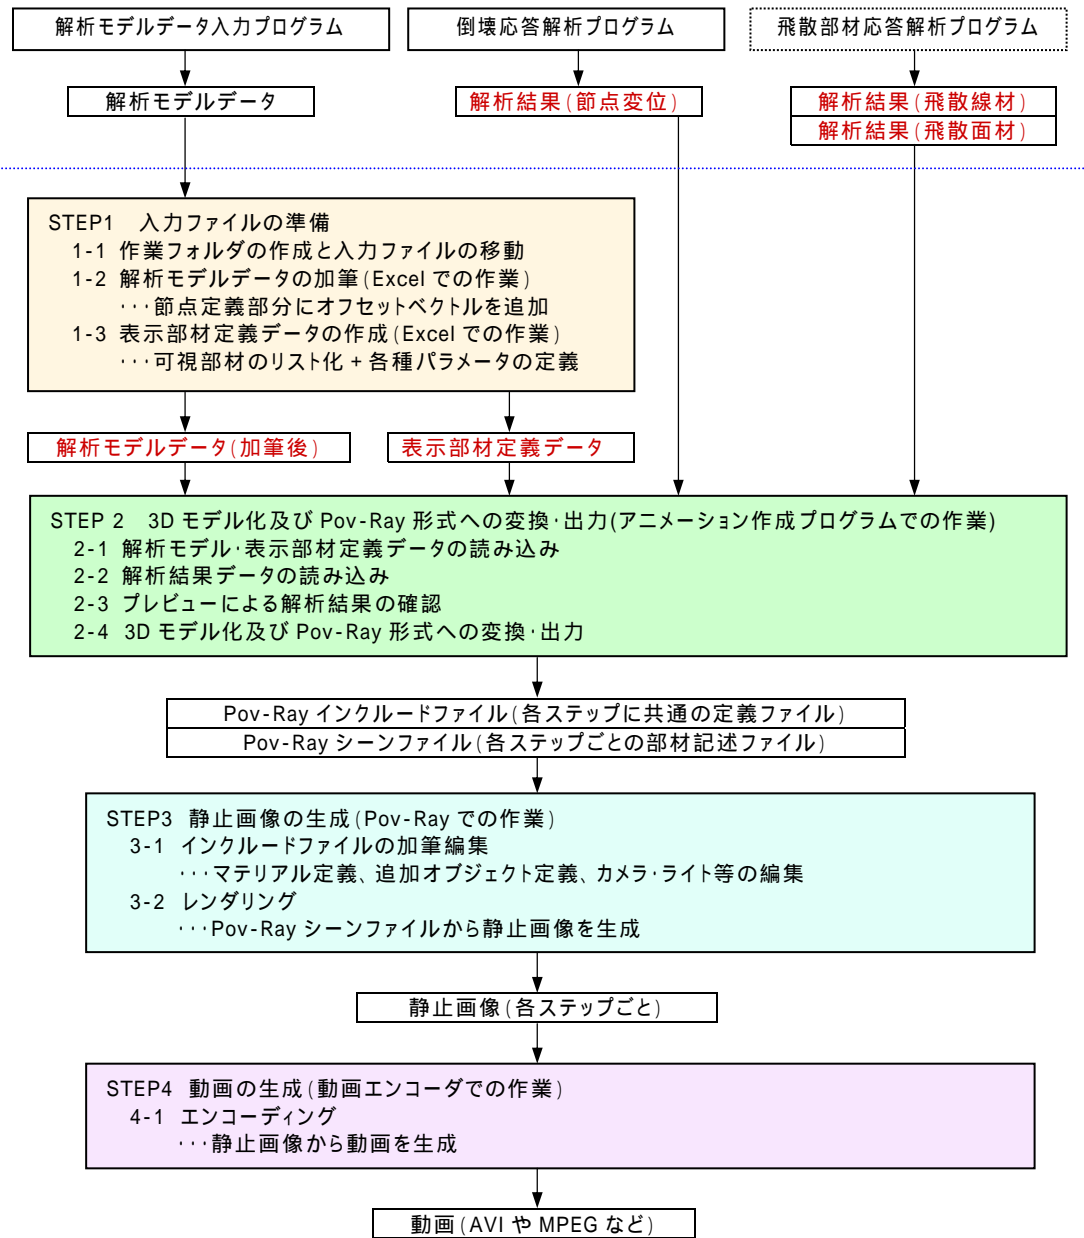 解析モデルデータ入力プログラム
倒壊応答解析プログラム
飛散部材応答解析プログラム
解析モデルデータ
解析結果(節点変位)
解析結果(飛散線材)
解析結果(飛散面材)
STEP1 入力ファイルの準備
1-1 作業フォルダの作成と入力ファイルの移動
1-2 解析モデルデータの加筆(Excel での作業)
･･･節点定義部分にオフセットベクトルを追加
1-3 表示部材定義データの作成(Excel での作業)
･･･可視部材のリスト化+各種パラメータの定義
解析モデルデータ(加筆後)
表示部材定義データ
STEP 2 3D モデル化及び Pov-Ray 形式への変換･出力(アニメーション作成プログラムでの作業)
2-1 解析モデル･表示部材定義データの読み込み
2-2 解析結果データの読み込み
2-3 プレビューによる解析結果の確認
2-4 3D モデル化及び Pov-Ray 形式への変換･出力
Pov-Ray インクルードファイル(各ステップに共通の定義ファイル)
Pov-Ray シーンファイル(各ステップごとの部材記述ファイル)
STEP3 静止画像の生成(Pov-Ray での作業)
3-1 インクルードファイルの加筆編集
･･･マテリアル定義、追加オブジェクト定義、カメラ･ライト等の編集
3-2 レンダリング
･･･Pov-Ray シーンファイルから静止画像を生成
静止画像(各ステップごと)
STEP4 動画の生成(動画エンコーダでの作業)
4-1 エンコーディング
･･･静止画像から動画を生成
動画(AVI や MPEG など)